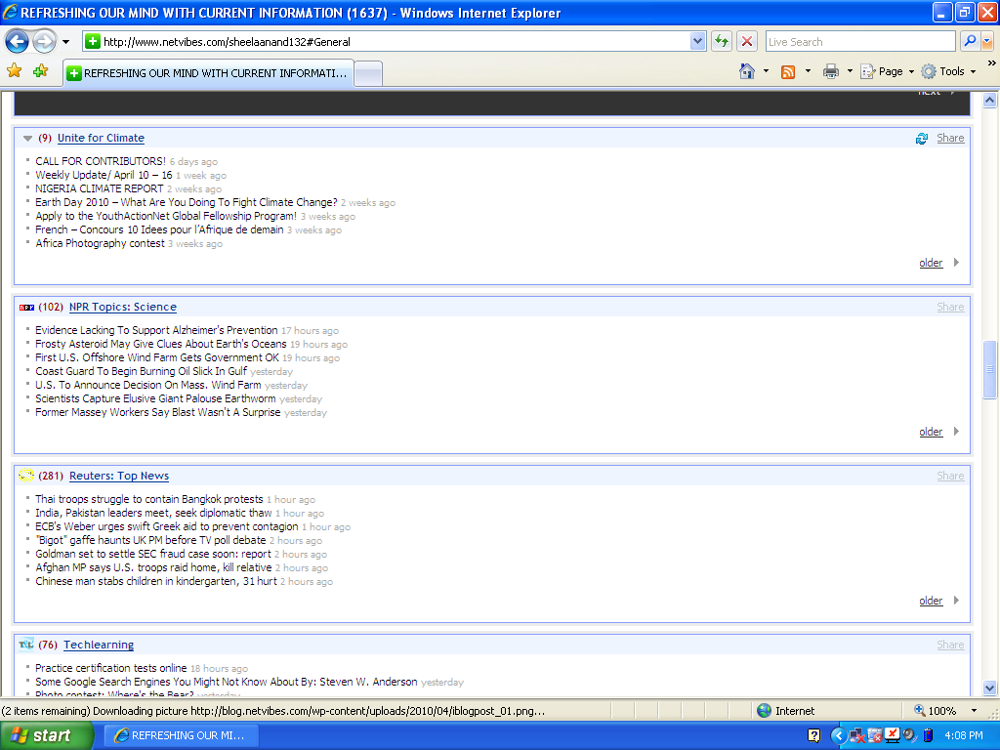 REFRESHING OUR MIND WITH CURRENT INFORMATION (1637) - Windows Internet Explorer
http://www.netvibes.com/sheelaanand132#General
Live Search
REFRESHING OUR MIND WITH CURRENT INFORMATI...
Page
Tools
next
(9) Unite for Climate Share
CALL FOR CONTRIBUTORS! 6 days ago
Weekly Update/ April 10 – 16 1 week ago
NIGERIA CLIMATE REPORT 2 weeks ago
Earth Day 2010 – What Are You Doing To Fight Climate Change? 2 weeks ago
Apply to the YouthActionNet Global Fellowship Program! 3 weeks ago
French – Concours 10 Idees pour l'Afrique de demain 3 weeks ago
Africa Photography contest 3 weeks ago
older
npr (102) NPR Topics: Science Share
Evidence Lacking To Support Alzheimer's Prevention 17 hours ago
Frosty Asteroid May Give Clues About Earth's Oceans 19 hours ago
First U.S. Offshore Wind Farm Gets Government OK 19 hours ago
Coast Guard To Begin Burning Oil Slick In Gulf yesterday
U.S. To Announce Decision On Mass. Wind Farm yesterday
Scientists Capture Elusive Giant Palouse Earthworm yesterday
Former Massey Workers Say Blast Wasn't A Surprise yesterday
older
(281) Reuters: Top News Share
Thai troops struggle to contain Bangkok protests 1 hour ago
India, Pakistan leaders meet, seek diplomatic thaw 1 hour ago
ECB's Weber urges swift Greek aid to prevent contagion 1 hour ago
"Bigot" gaffe haunts UK PM before TV poll debate 2 hours ago
Goldman set to settle SEC fraud case soon: report 2 hours ago
Afghan MP says U.S. troops raid home, kill relative 2 hours ago
Chinese man stabs children in kindergarten, 31 hurt 2 hours ago
older
T&L (76) Techlearning Share
Practice certification tests online 18 hours ago
Some Google Search Engines You Might Not Know About By: Steven W. Anderson yesterday
Photo contest: Where's the Bear? yesterday
(2 items remaining) Downloading picture http://blog.netvibes.com/wp-content/uploads/2010/04/iblogpost_01.png...
Internet
100%
start
REFRESHING OUR MI...
4:08 PM